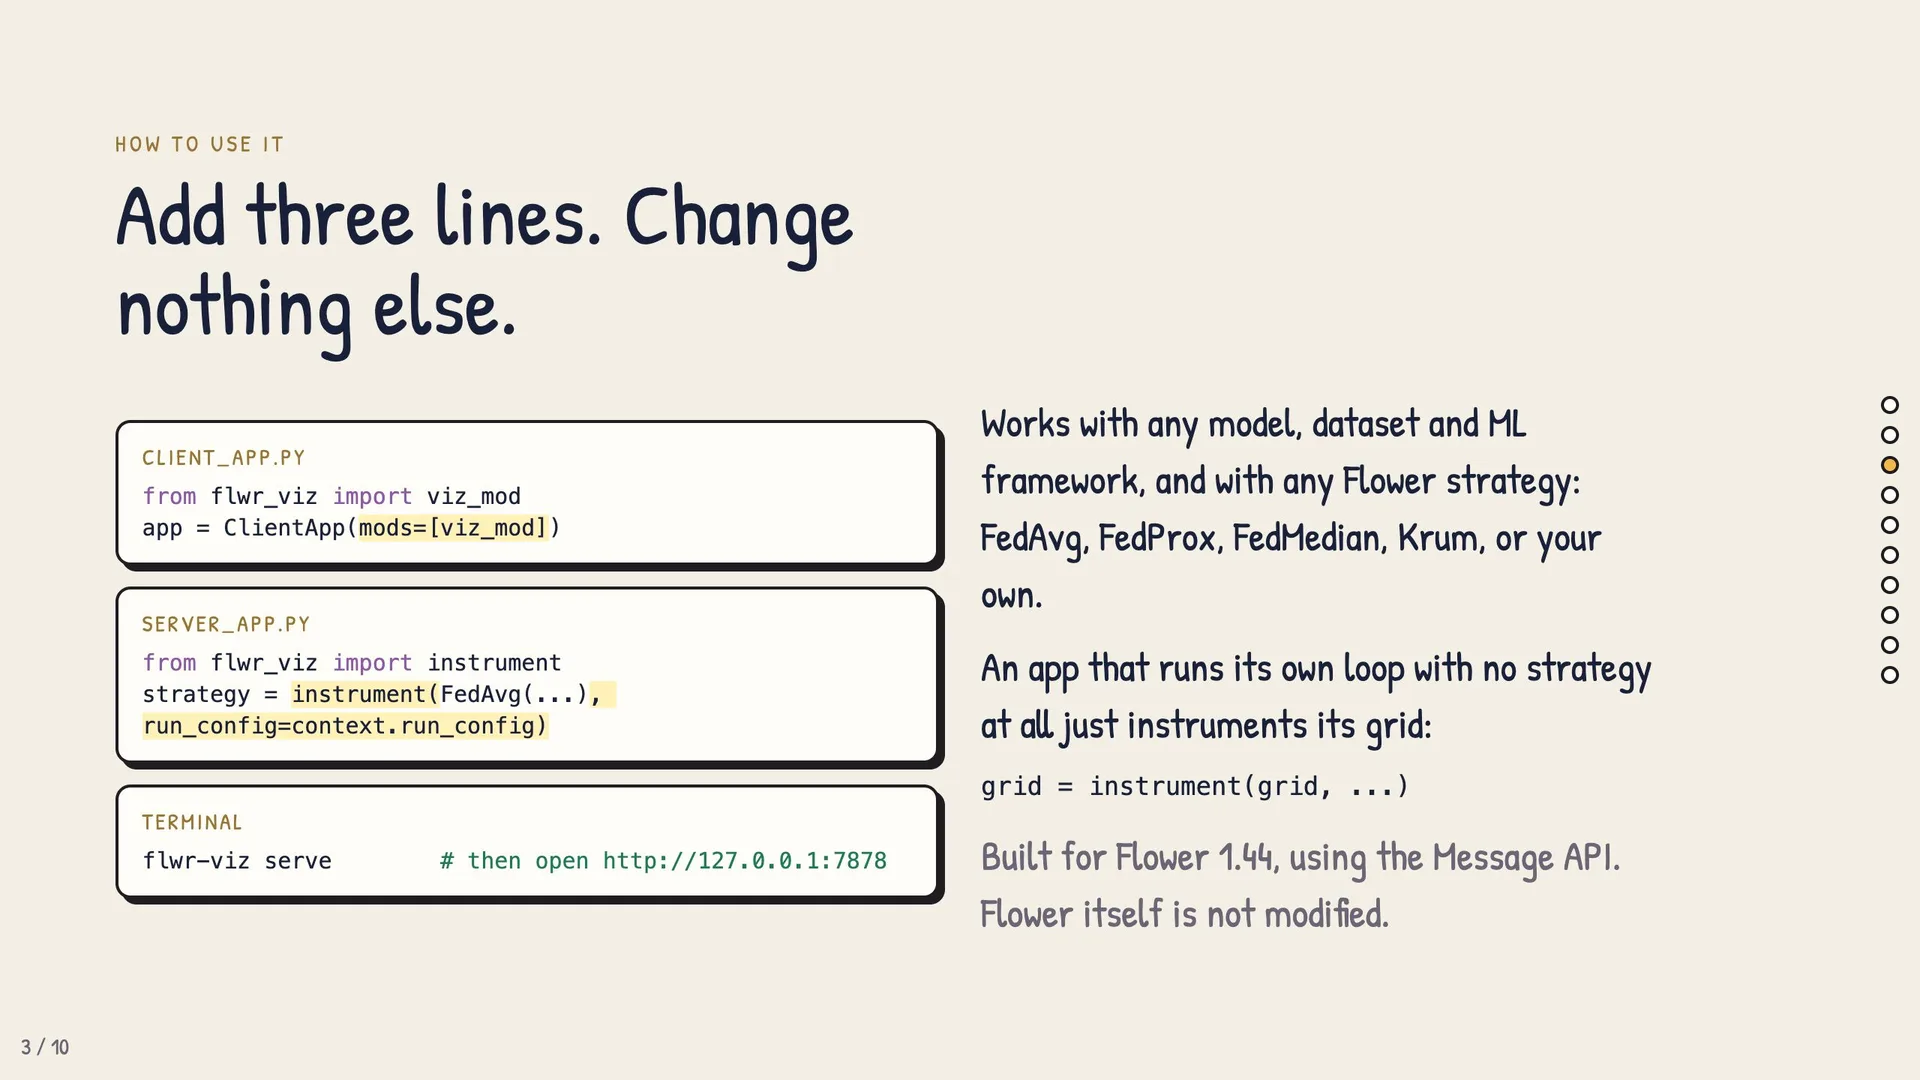 HOW TO USE IT
Add three lines. Change
nothing else.
CLIENT_APP.PY
from flwr_viz import viz_mod
app = ClientApp(mods=[viz_mod])
SERVER_APP.PY
from flwr_viz import instrument
strategy = instrument(FedAvg(...),
run_config=context.run_config)
TERMINAL
flwr-viz serve        # then open http://127.0.0.1:7878
Works with any model, dataset and ML
framework, and with any Flower strategy:
FedAvg, FedProx, FedMedian, Krum, or your
own.
An app that runs its own loop with no strategy
at all just instruments its grid:
grid = instrument(grid, ...)
Built for Flower 1.44, using the Message API.
Flower itself is not modified.
3 / 10